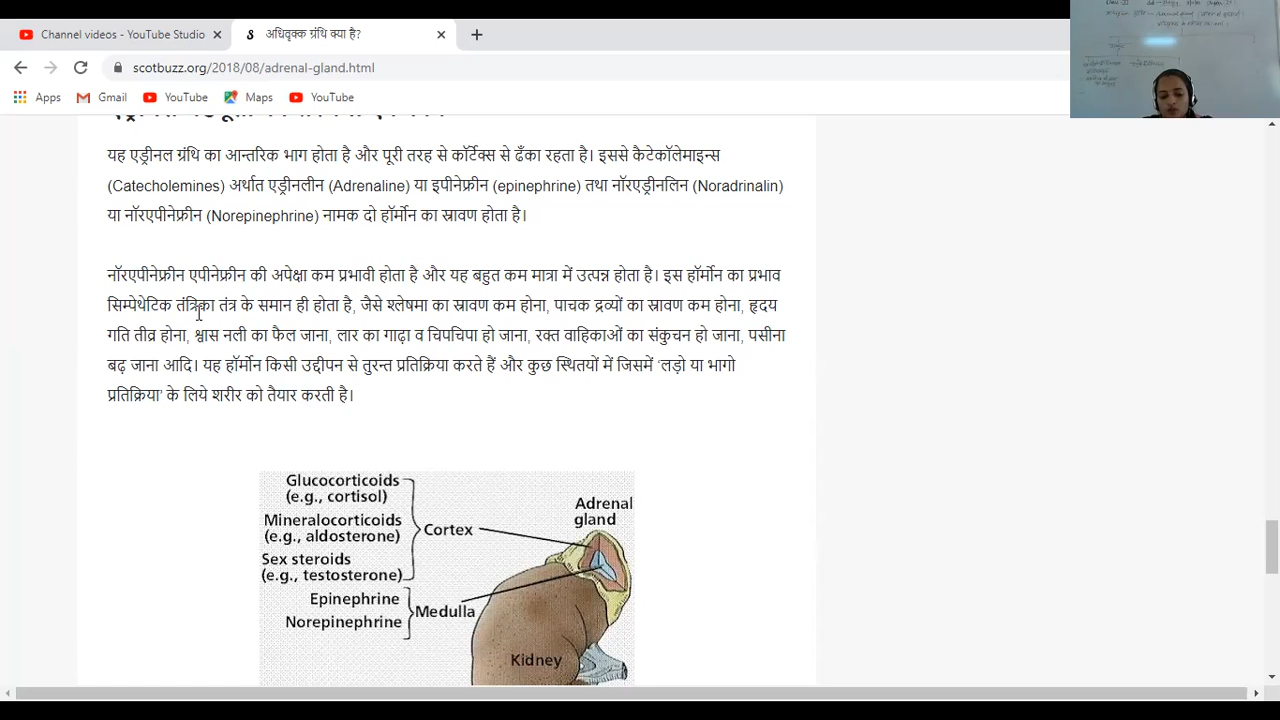 Channel videos - YouTube Studio
अधिवृक्क ग्रंथि क्या है?
scotbuzz.org/2018/08/adrenal-gland.html
Apps Gmail YouTube Maps YouTube
यह एड्रीनल ग्रंथि का आन्तरिक भाग होता है और पूरी तरह से कॉर्टेक्स से ढँका रहता है। इससे कैटेकॉलेमाइन्स
(Catecholemines) अर्थात एड्रीनलीन (Adrenaline) या इपीनेफ्रीन (epinephrine) तथा नॉरएड्रीनलिन (Noradrinalin)
या नॉरएपीनेफ्रीन (Norepinephrine) नामक दो हॉर्मोन का स्रावण होता है।
नॉरएपीनेफ्रीन एपीनेफ्रीन की अपेक्षा कम प्रभावी होता है और यह बहुत कम मात्रा में उत्पन्न होता है। इस हॉर्मोन का प्रभाव
सिम्पेथेटिक तंत्रिका तंत्र के समान ही होता है, जैसे श्लेषमा का स्रावण कम होना, पाचक द्रव्यों का स्रावण कम होना, हृदय
गति तीव्र होना, श्वास नली का फैल जाना, लार का गाढ़ा व चिपचिपा हो जाना, रक्त वाहिकाओं का संकुचन हो जाना, पसीना
बढ़ जाना आदि। यह हॉर्मोन किसी उद्दीपन से तुरन्त प्रतिक्रिया करते हैं और कुछ स्थितयों में जिसमें 'लड़ो या भागो
प्रतिक्रिया' के लिये शरीर को तैयार करती है।
Glucocorticoids
(e.g., cortisol)
Mineralocorticoids
(e.g., aldosterone)
Sex steroids
(e.g., testosterone)
Cortex
Adrenal
gland
Epinephrine
Norepinephrine
Medulla
Kidney